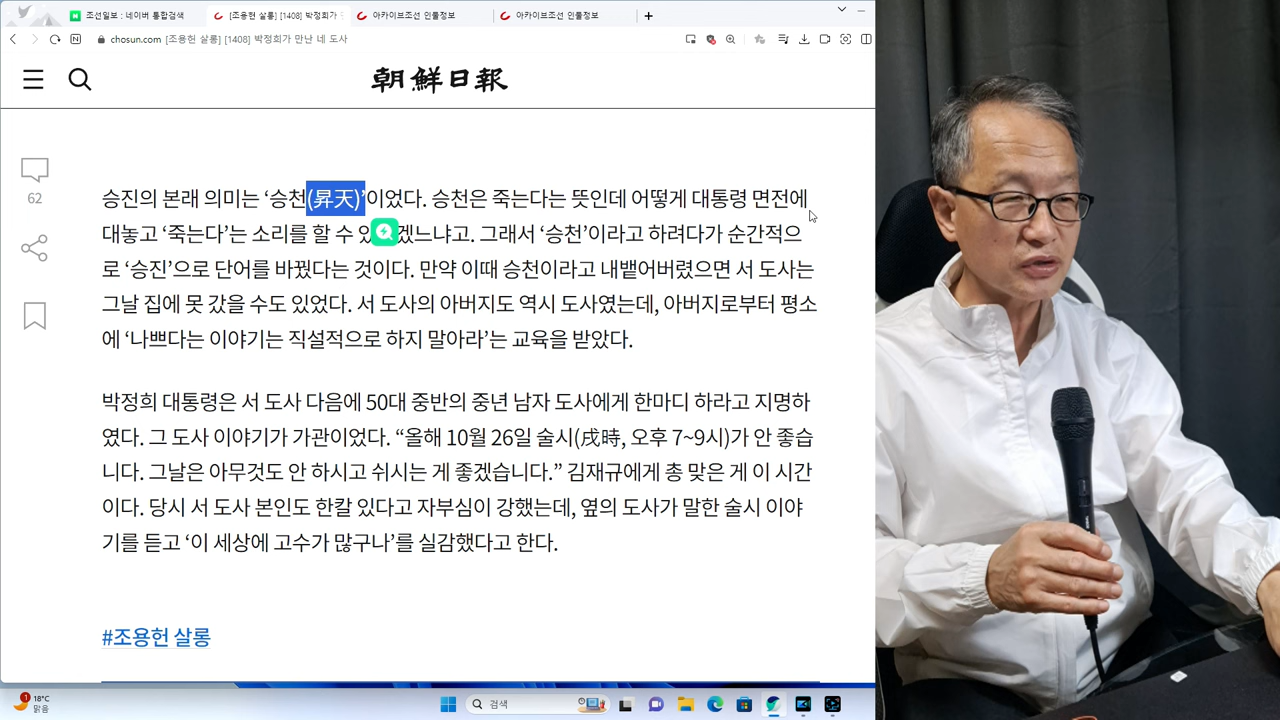 조선일보 : 네이버 통합검색
[조용헌 살롱] [1408] 박정희가
아카이브조선 인물정보
아카이브조선 인물정보
chosun.com [조용헌 살롱] [1408] 박정희가 만난 네 도사
朝鮮日報
62
승진의 본래 의미는 ‘승천(昇天)’이었다. 승천은 죽는다는 뜻인데 어떻게 대통령 면전에
대놓고 ‘죽는다’는 소리를 할 수 있겠느냐고. 그래서 ‘승천’이라고 하려다가 순간적으
로 ‘승진’으로 단어를 바꿨다는 것이다. 만약 이때 승천이라고 내뱉어버렸으면 서 도사는
그날 집에 못 갔을 수도 있었다. 서 도사의 아버지도 역시 도사였는데, 아버지로부터 평소
에 ‘나쁘다는 이야기는 직설적으로 하지 말아라’는 교육을 받았다.
박정희 대통령은 서 도사 다음에 50대 중반의 중년 남자 도사에게 한마디 하라고 지명하
였다. 그 도사 이야기가 가관이었다. “올해 10월 26일 술시(戌時, 오후 7~9시)가 안 좋습
니다. 그날은 아무것도 안 하시고 쉬시는 게 좋겠습니다.” 김재규에게 총 맞은 게 이 시간
이다. 당시 서 도사 본인도 한칼 있다고 자부심이 강했는데, 옆의 도사가 말한 술시 이야
기를 듣고 ‘이 세상에 고수가 많구나’를 실감했다고 한다.
#조용헌 살롱
1
18°C
맑음
검색